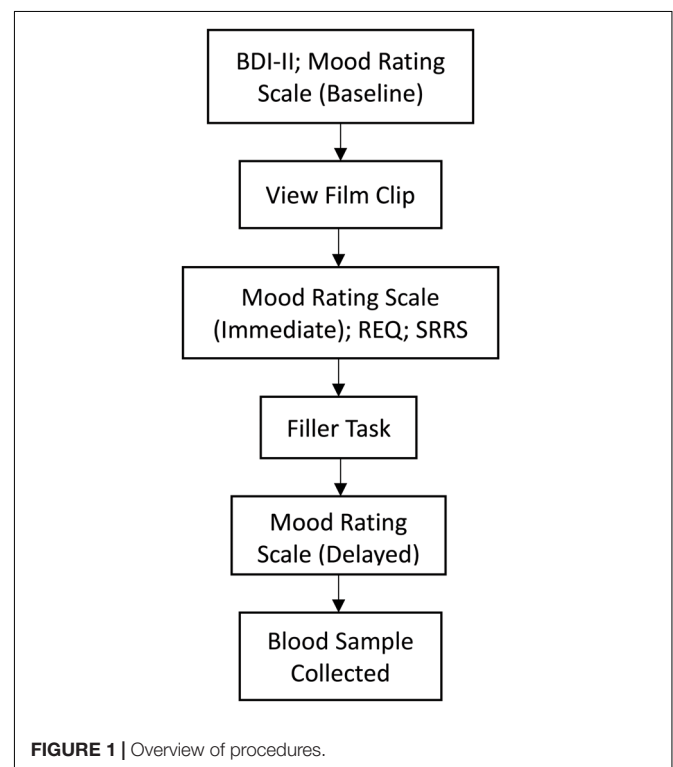 BDI-II; Mood Rating
Scale (Baseline)
View Film Clip
Mood Rating Scale
(Immediate); REQ; SRRS
Filler Task
Mood Rating
Scale (Delayed)
Blood Sample
Collected
FIGURE 1 | Overview of procedures.